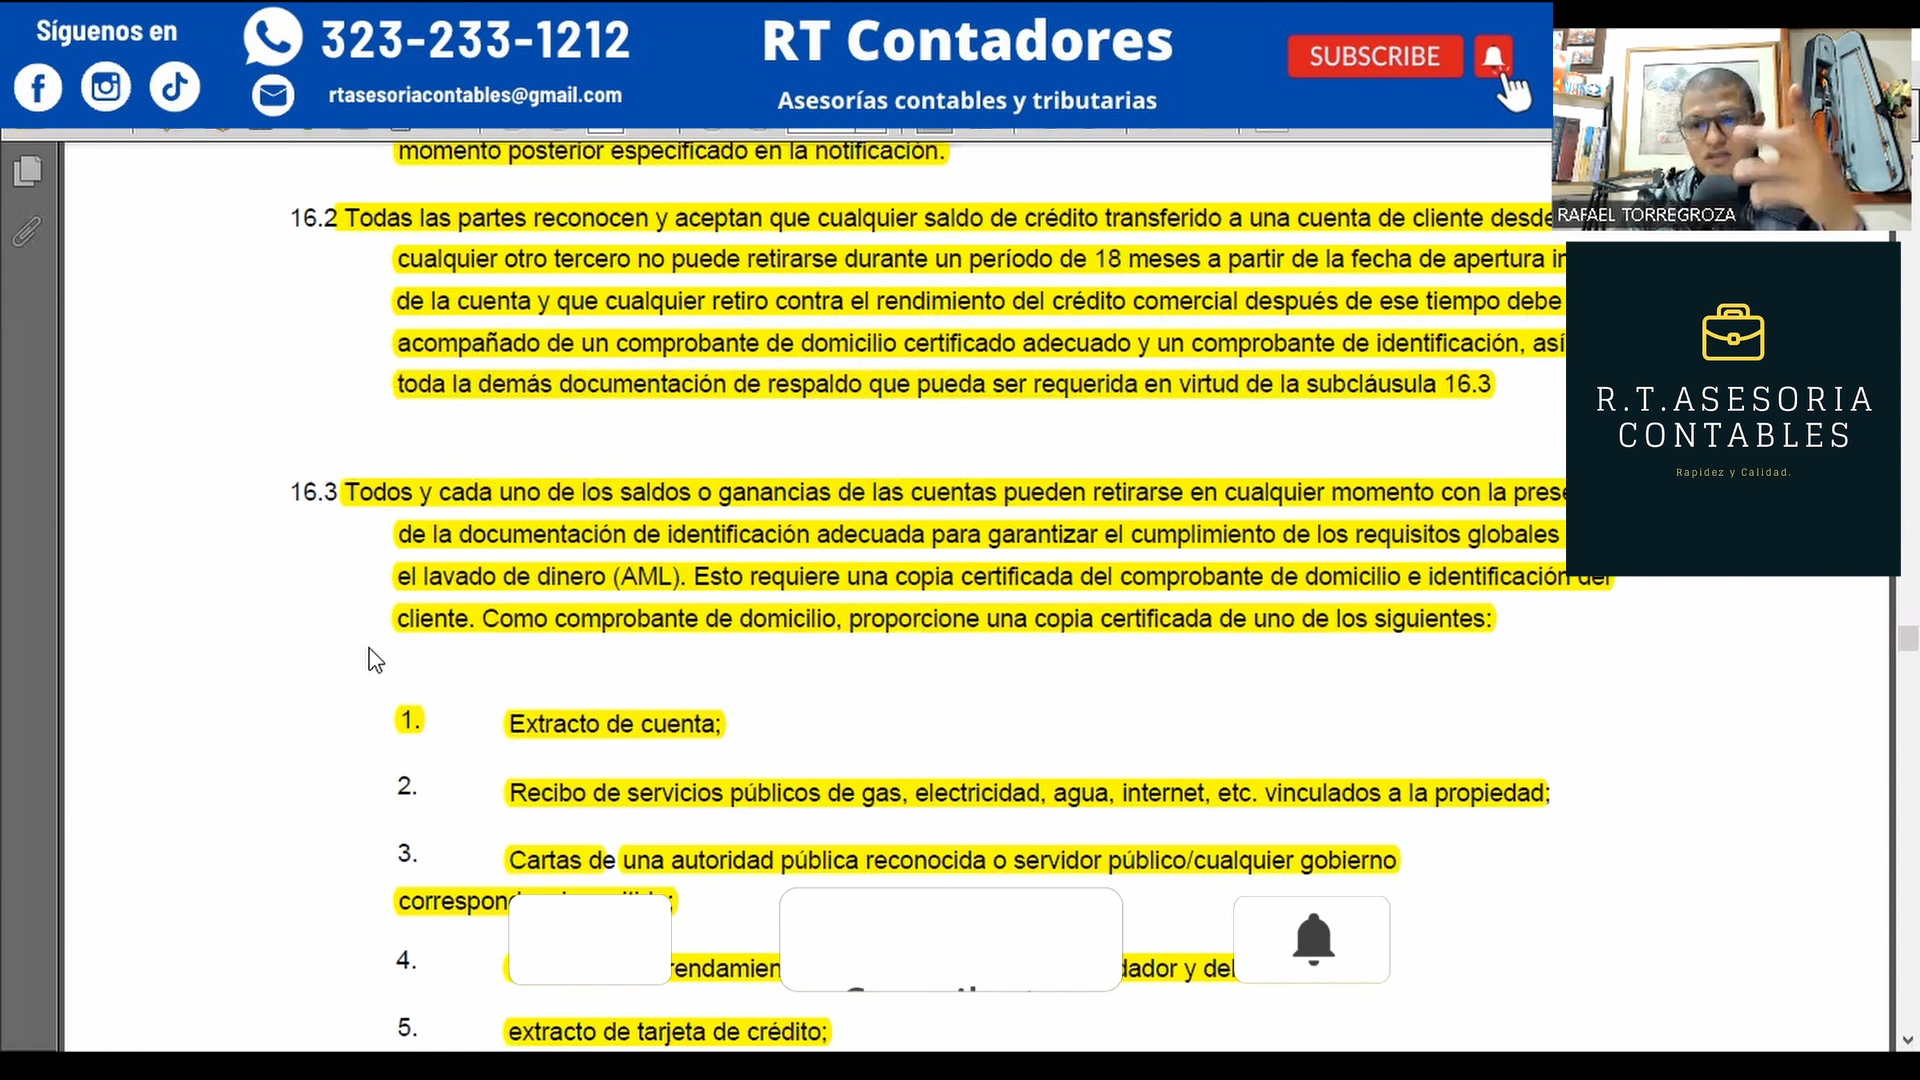 Síguenos en
323-233-1212
rtasesoriacontables@gmail.com
RT Contadores
Asesorías contables y tributarias
SUBSCRIBE
RAFAEL TORREGROZA
R.T.ASESORIA
CONTABLES
Rapidez y Calidad.
momento posterior especificado en la notificación.
16.2 Todas las partes reconocen y aceptan que cualquier saldo de crédito transferido a una cuenta de cliente desde
cualquier otro tercero no puede retirarse durante un período de 18 meses a partir de la fecha de apertura
de la cuenta y que cualquier retiro contra el rendimiento del crédito comercial después de ese tiempo debe
acompañado de un comprobante de domicilio certificado adecuado y un comprobante de identificación, así
toda la demás documentación de respaldo que pueda ser requerida en virtud de la subcláusula 16.3
16.3 Todos y cada uno de los saldos o ganancias de las cuentas pueden retirarse en cualquier momento con la
de la documentación de identificación adecuada para garantizar el cumplimiento de los requisitos globales
el lavado de dinero (AML). Esto requiere una copia certificada del comprobante de domicilio e identificación del
cliente. Como comprobante de domicilio, proporcione una copia certificada de uno de los siguientes:
1. Extracto de cuenta;
2. Recibo de servicios públicos de gas, electricidad, agua, internet, etc. vinculados a la propiedad;
3. Cartas de una autoridad pública reconocida o servidor público/cualquier gobierno
4. y
5. extracto de tarjeta de crédito;